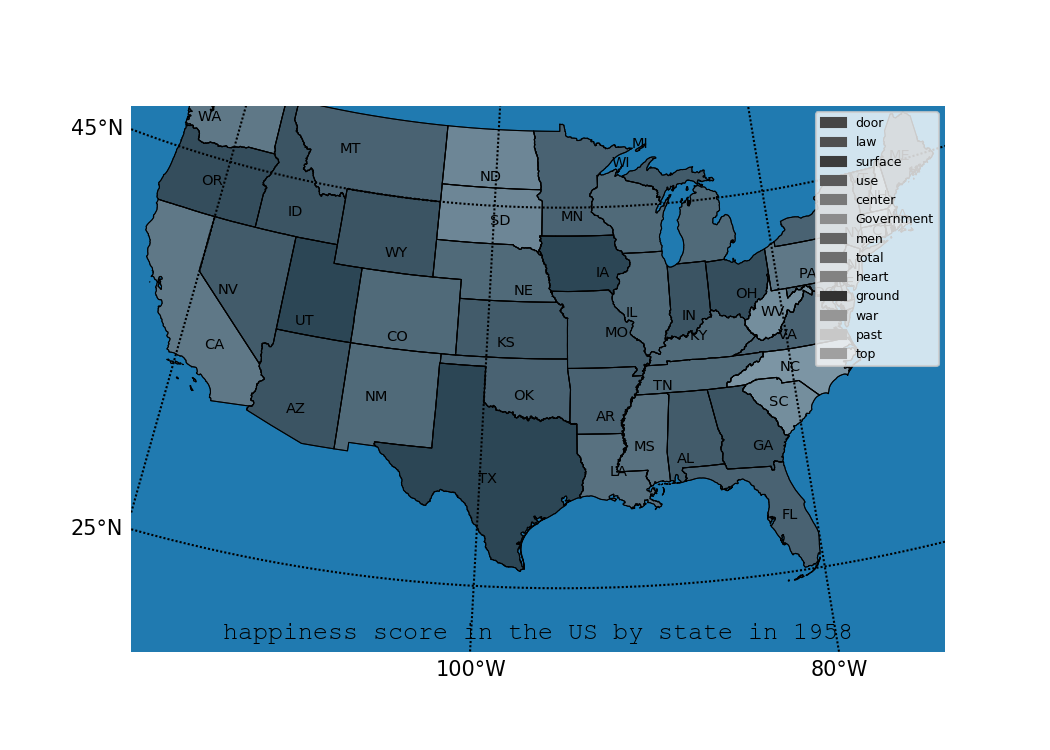 45°N
25°N
100°W
80°W
WA
MT
ND
MI
WI
OR
ID
SD
MN
WY
NV
NE
IA
UT
CO
KS
IL
IN
OH
PA
WV
VA
MO
KY
CA
NC
AZ
NM
OK
TN
AR
SC
MS
AL
GA
TX
LA
FL
ME
door
law
surface
use
center
Government
men
total
heart
ground
war
past
top
happiness score in the US by state in 1958